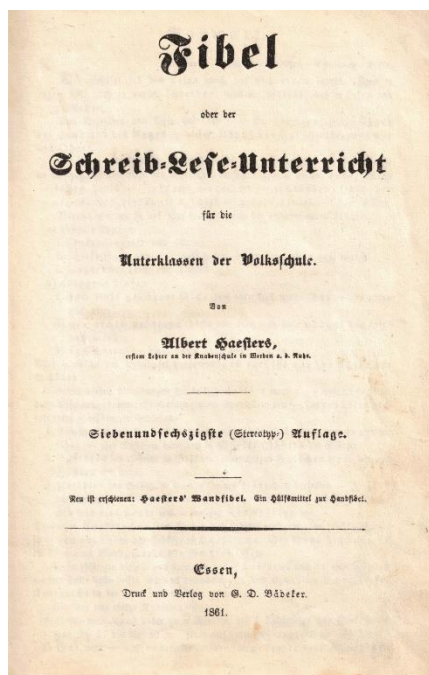 Fibel
oder der
Schreib-Lese-Unterricht
für die
Unterklassen der Volksschule.
Von
Albert Haesters,
erstem Lehrer an der Knabenschule in Werden a. d. Ruhr.
Siebenundsechszigste (Stereotyp-) Auflage.
Neu ist erschienen: Haesters' Wandfibel. Ein Hülfsmittel zur Handfibel.
Essen,
Druck und Verlag von G. D. Bädeker.
1861.